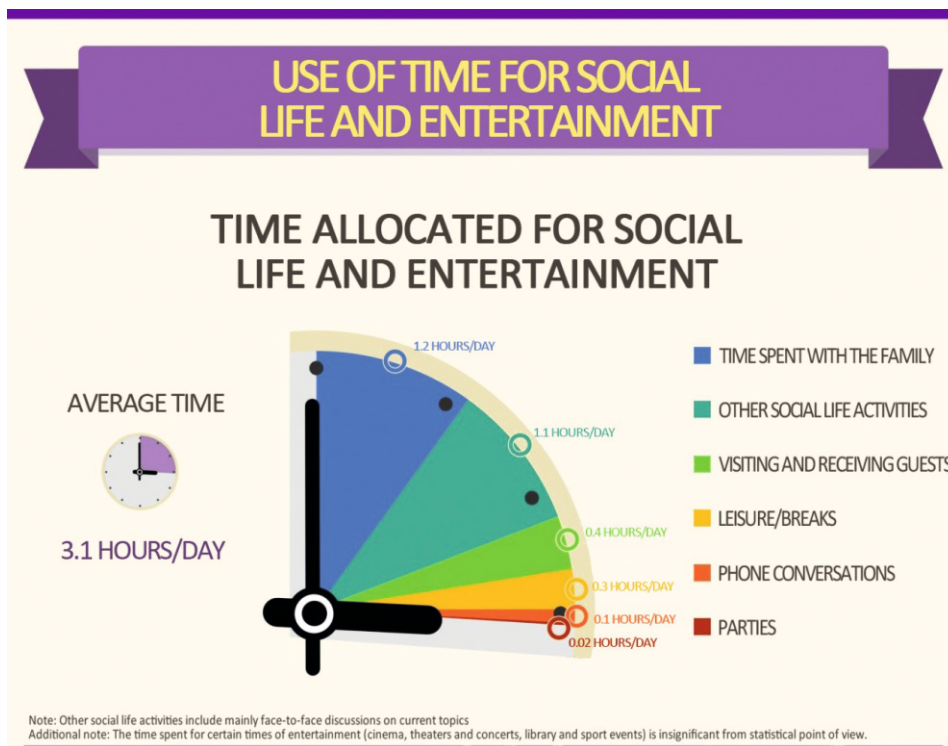 USE OF TIME FOR SOCIAL
LIFE AND ENTERTAINMENT
TIME ALLOCATED FOR SOCIAL
LIFE AND ENTERTAINMENT
AVERAGE TIME
3.1 HOURS/DAY
1.2 HOURS/DAY
1.1 HOURS/DAY
0.4 HOURS/DAY
0.3 HOURS/DAY
0.1 HOURS/DAY
0.02 HOURS/DAY
TIME SPENT WITH THE FAMILY
OTHER SOCIAL LIFE ACTIVITIES
VISITING AND RECEIVING GUESTS
LEISURE/BREAKS
PHONE CONVERSATIONS
PARTIES
Note: Other social life activities include mainly face-to-face discussions on current topics
Additional note: The time spent for certain times of entertainment (cinema, theaters and concerts, library and sport events) is insignificant from statistical point of view.